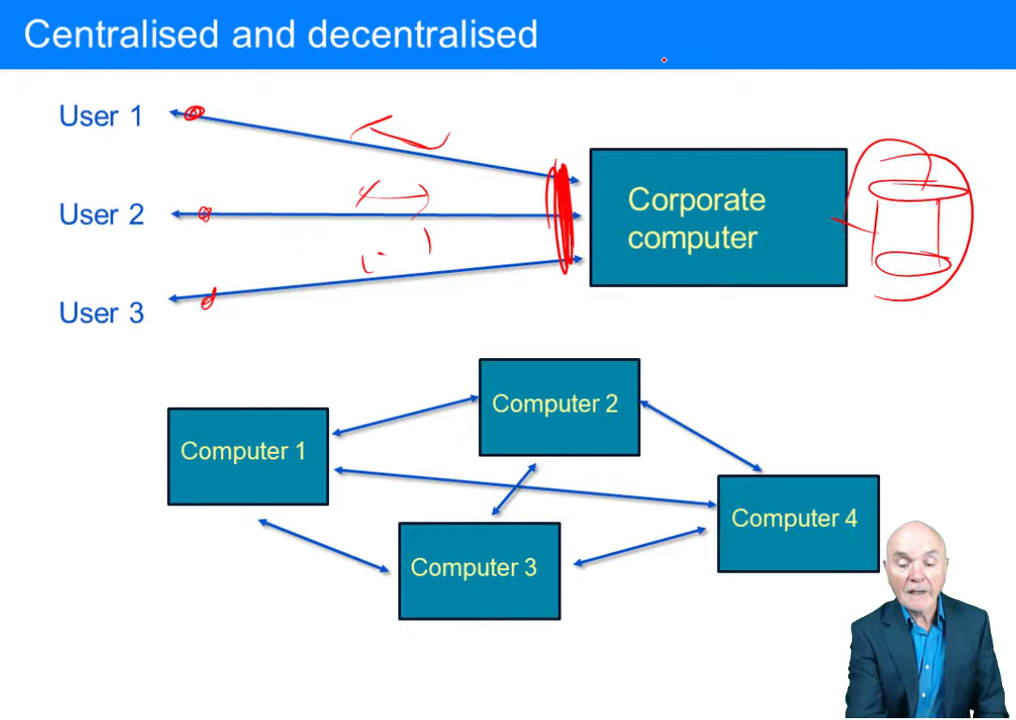 Centralised and decentralised
User 1
User 2
User 3
Corporate
computer
Computer 1
Computer 2
Computer 3
Computer 4